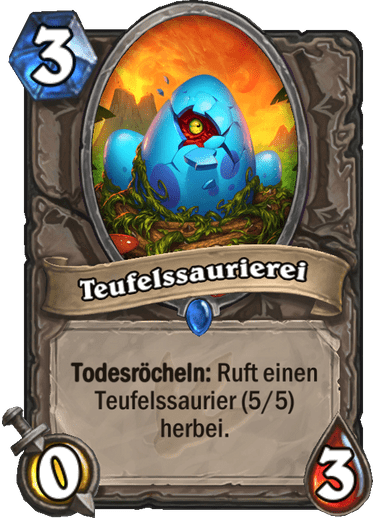 3
Teufelssaurierei
Todesröcheln: Ruft einen
Teufelssaurier (5/5)
herbei.
0
3